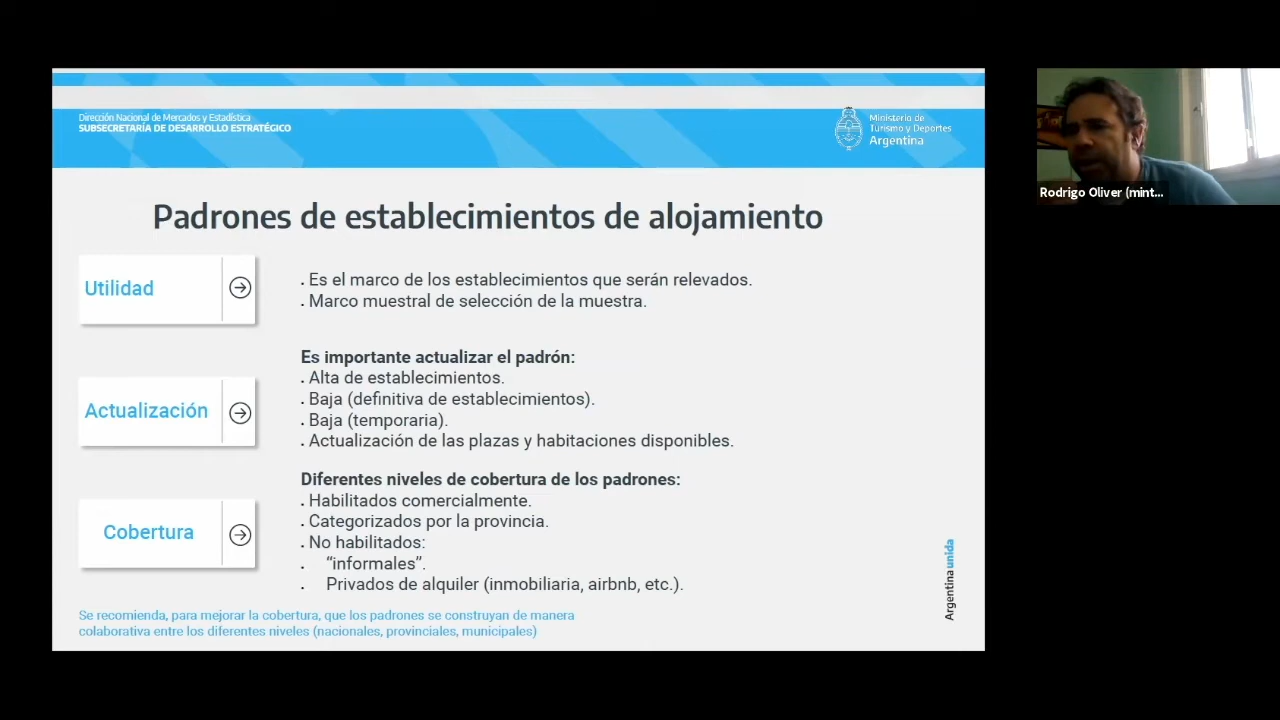 Dirección Nacional de Mercados y Estadística
SUBSECRETARÍA DE DESARROLLO ESTRATÉGICO
Ministerio de
Turismo y Deportes
Argentina
Rodrigo Oliver (mint...
Padrones de establecimientos de alojamiento
Utilidad
. Es el marco de los establecimientos que serán relevados.
. Marco muestral de selección de la muestra.
Actualización
Es importante actualizar el padrón:
. Alta de establecimientos.
. Baja (definitiva de establecimientos).
. Baja (temporaria).
. Actualización de las plazas y habitaciones disponibles.
Cobertura
Diferentes niveles de cobertura de los padrones:
. Habilitados comercialmente.
. Categorizados por la provincia.
. No habilitados:
. “informales”.
. Privados de alquiler (inmobiliaria, airbnb, etc.).
Se recomienda, para mejorar la cobertura, que los padrones se construyan de manera
colaborativa entre los diferentes niveles (nacionales, provinciales, municipales)
Argentina unida